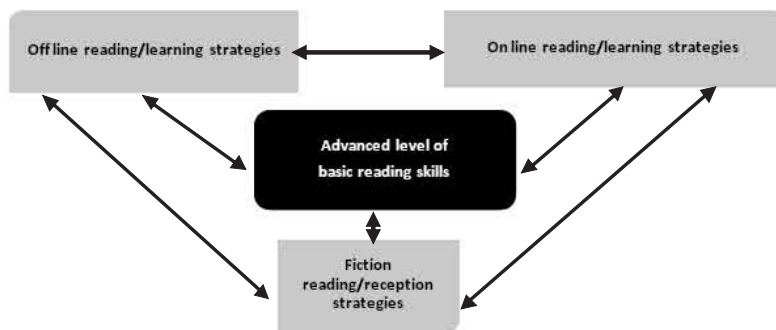 Off line reading/learning strategies
On line reading/learning strategies
Advanced level of
basic reading skills
Fiction
reading/reception
strategies